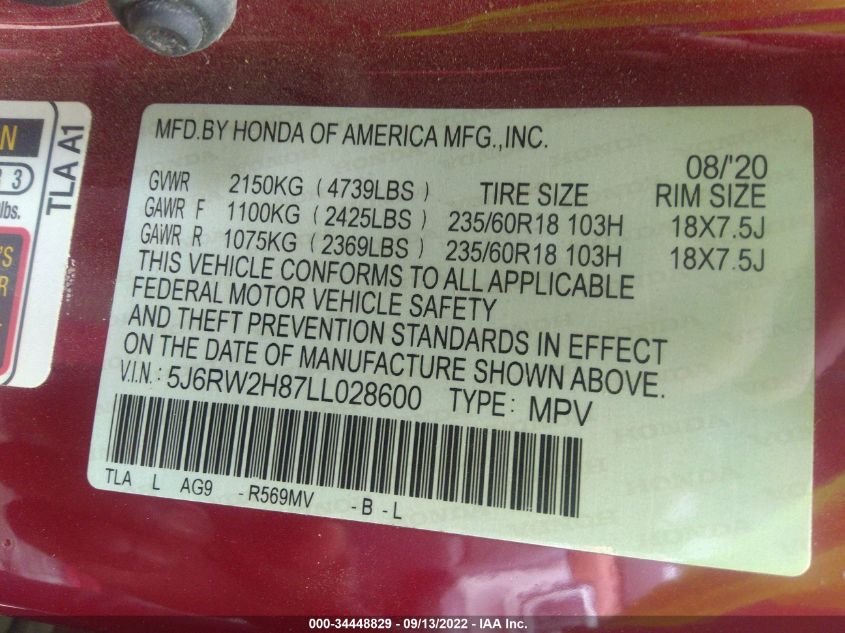 MFD.BY HONDA OF AMERICA MFG.,INC.
08/'20
GVWR 2150KG (4739LBS) TIRE SIZE RIM SIZE
GAWR F 1100KG (2425LBS) 235/60R18 103H 18X7.5J
GAWR R 1075KG (2369LBS) 235/60R18 103H 18X7.5J
THIS VEHICLE CONFORMS TO ALL APPLICABLE
FEDERAL MOTOR VEHICLE SAFETY
AND THEFT PREVENTION STANDARDS IN EFFECT
ON THE DATE OF MANUFACTURE SHOWN ABOVE.
V.I.N.: 5J6RW2H87LL028600 TYPE: MPV
TLA L AG9 -R569MV -B-L
TLA A1
3
lbs.
000-34448829 - 09/13/2022 - IAA Inc.